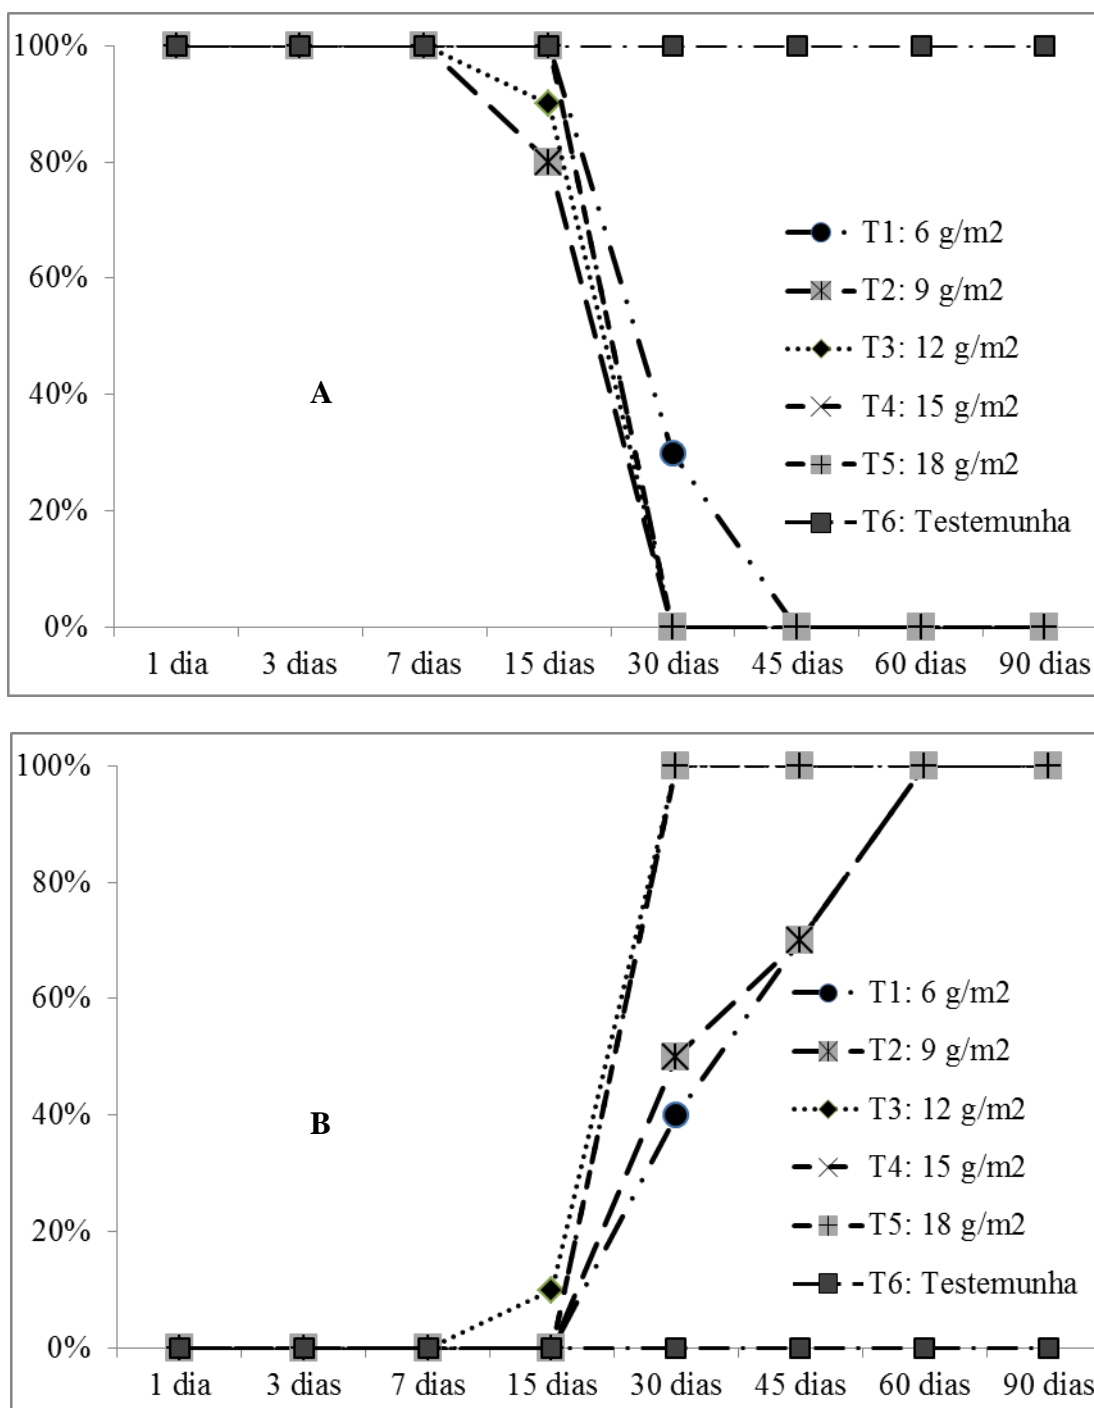 100%
80%
60%
40%
20%
0%
A
T1: 6 g/m2
T2: 9 g/m2
T3: 12 g/m2
T4: 15 g/m2
T5: 18 g/m2
T6: Testemunha
1 dia 3 dias 7 dias 15 dias 30 dias 45 dias 60 dias 90 dias
100%
80%
60%
40%
20%
0%
B
T1: 6 g/m2
T2: 9 g/m2
T3: 12 g/m2
T4: 15 g/m2
T5: 18 g/m2
T6: Testemunha
1 dia 3 dias 7 dias 15 dias 30 dias 45 dias 60 dias 90 dias